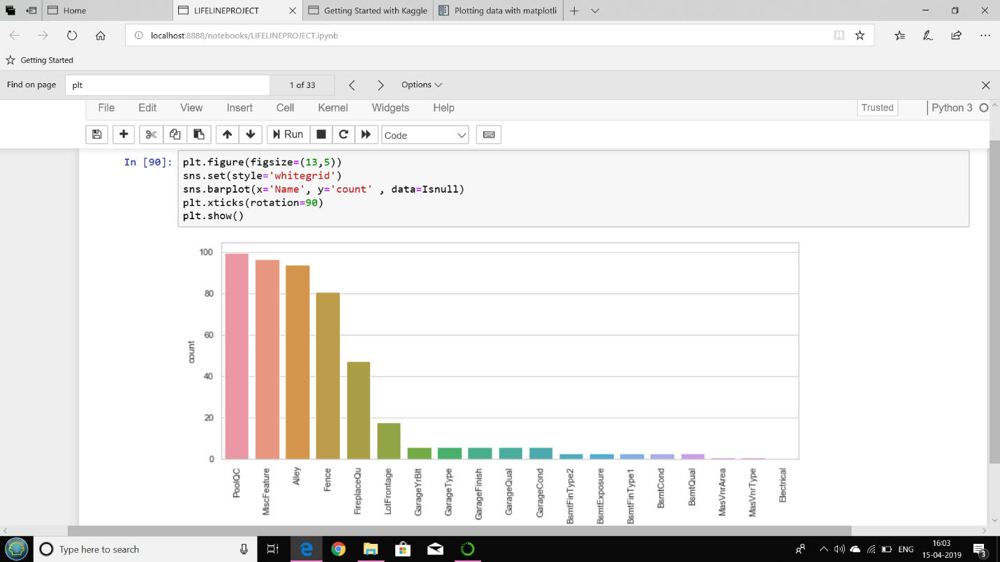 Home
LIFELINEPROJECT
Getting Started with Kaggle
Plotting data with matplotli
localhost:8888/notebooks/LIFELINEPROJECT.ipynb
Getting Started
Find on page
plt
1 of 33
Options
File Edit View Insert Cell Kernel Widgets Help
Trusted
Python 3
Run
Code
In [90]:
plt.figure(figsize=(13,5))
sns.set(style='whitegrid')
sns.barplot(x='Name', y='count' , data=Isnull)
plt.xticks(rotation=90)
plt.show()
100
80
60
40
20
0
count
PoolQC
MiscFeature
Alley
Fence
FireplaceQu
LotFrontage
GarageYrBlt
GarageType
GarageFinish
GarageQual
GarageCond
BsmtFinType2
BsmtExposure
BsmtFinType1
BsmtCond
BsmtQual
MasVnrArea
MasVnrType
Electrical
Type here to search
ENG
16:03
15-04-2019
3